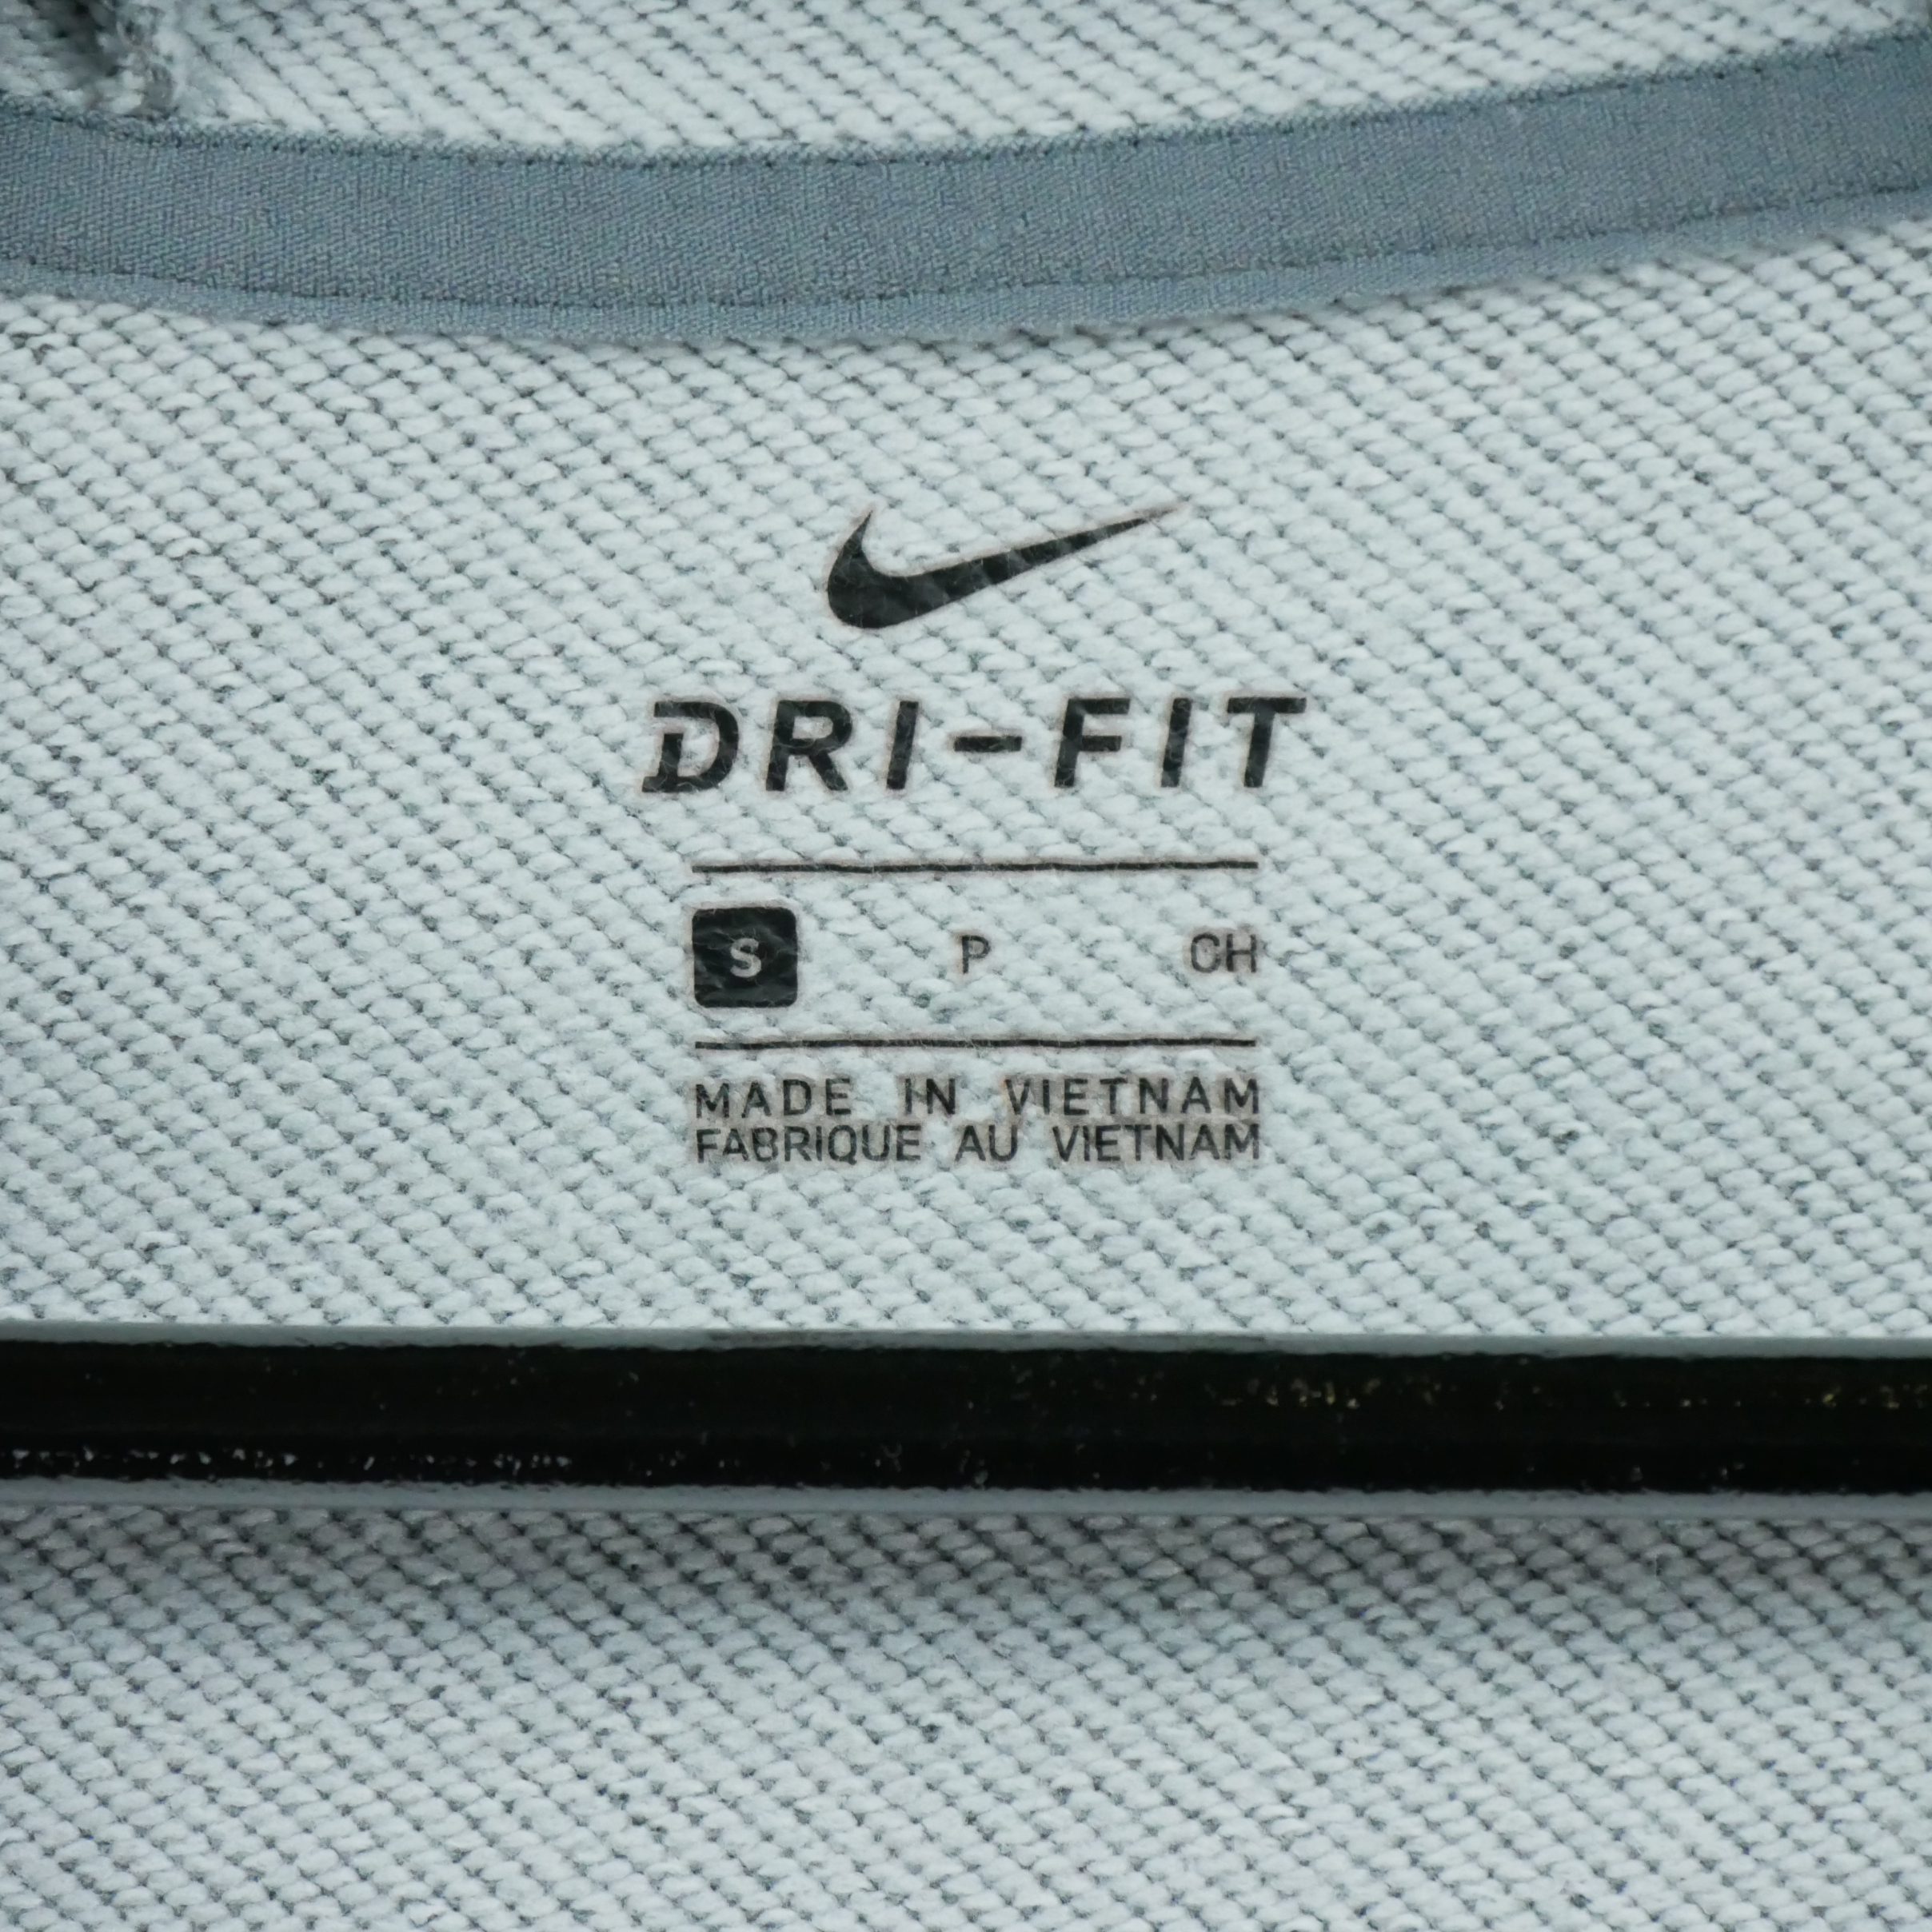 DRI-FIT
S P CH
MADE IN VIETNAM
FABRIQUE AU VIETNAM